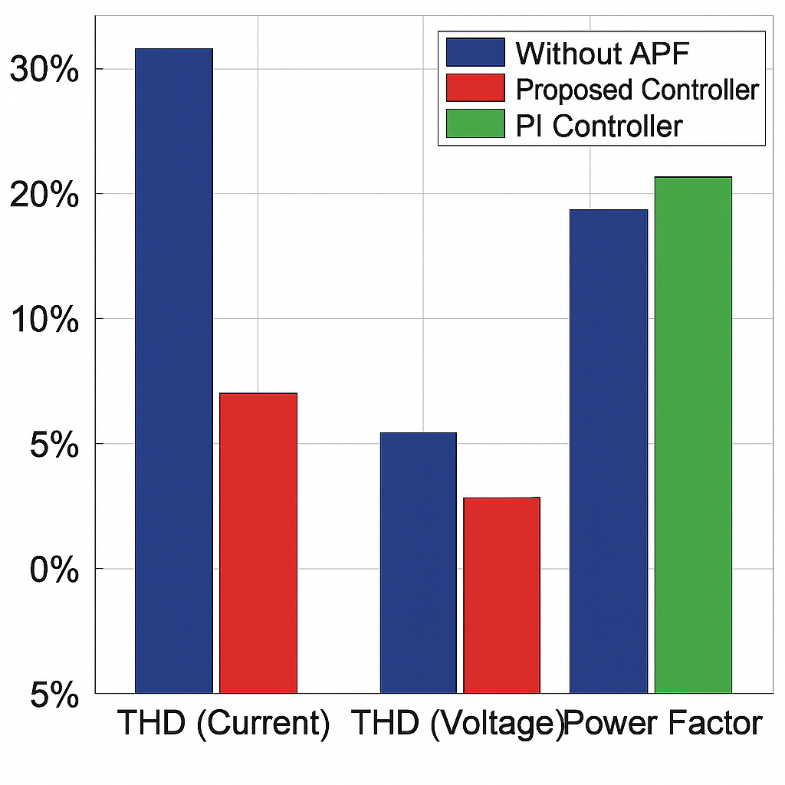 30%
20%
10%
5%
0%
5%
Without APF
Proposed Controller
PI Controller
THD (Current) THD (Voltage) Power Factor